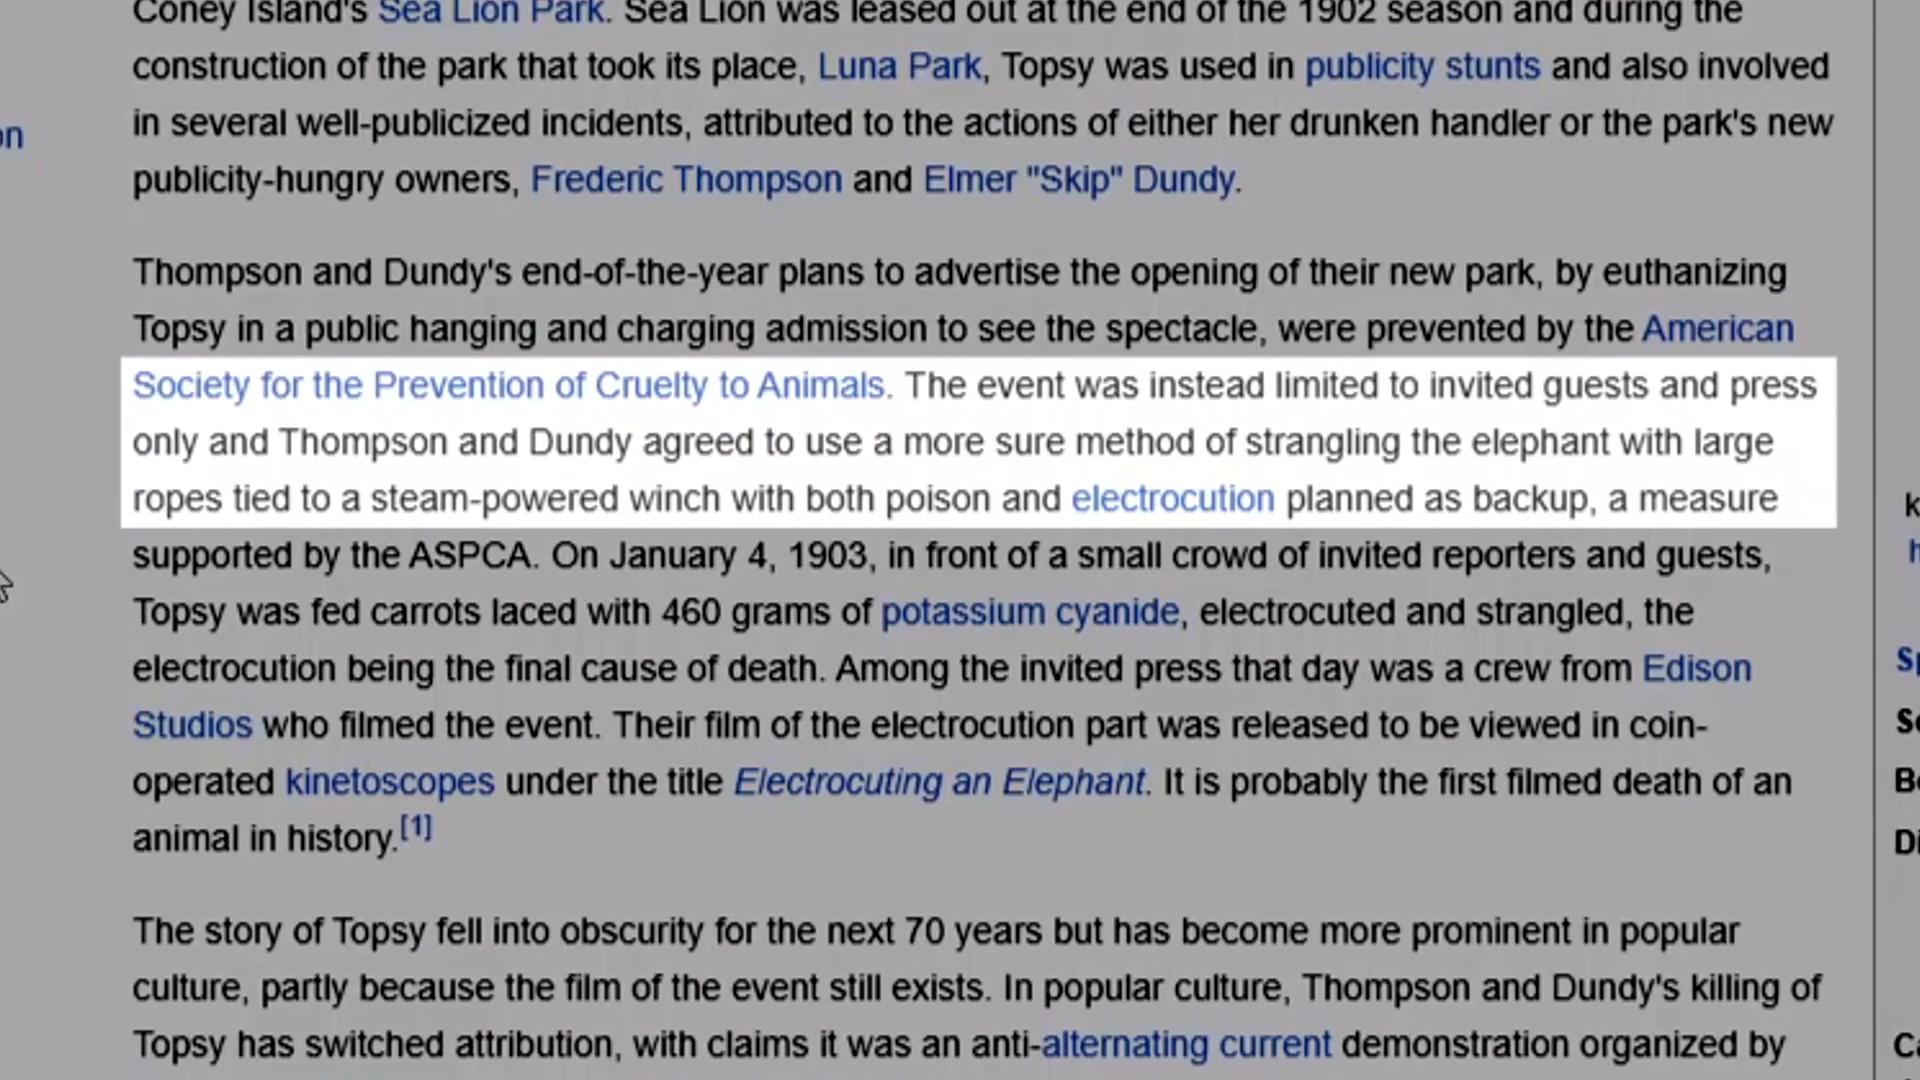 Coney Island's Sea Lion Park. Sea Lion was leased out at the end of the 1902 season and during the
construction of the park that took its place, Luna Park, Topsy was used in publicity stunts and also involved
in several well-publicized incidents, attributed to the actions of either her drunken handler or the park's new
on
publicity-hungry owners, Frederic Thompson and Elmer "Skip" Dundy.
Thompson and Dundy's end-of-the-year plans to advertise the opening of their new park, by euthanizing
Topsy in a public hanging and charging admission to see the spectacle, were prevented by the American
Society for the Prevention of Cruelty to Animals. The event was instead limited to invited guests and press
only and Thompson and Dundy agreed to use a more sure method of strangling the elephant with large
ropes tied to a steam-powered winch with both poison and electrocution planned as backup, a measure
supported by the ASPCA. On January 4, 1903, in front of a small crowd of invited reporters and guests,
Topsy was fed carrots laced with 460 grams of potassium cyanide, electrocuted and strangled, the
electrocution being the final cause of death. Among the invited press that day was a crew from Edison
Studios who filmed the event. Their film of the electrocution part was released to be viewed in coin-
operated kinetoscopes under the title Electrocuting an Elephant. It is probably the first filmed death of an
animal in history.[1]
The story of Topsy fell into obscurity for the next 70 years but has become more prominent in popular
culture, partly because the film of the event still exists. In popular culture, Thompson and Dundy's killing of
Topsy has switched attribution, with claims it was an anti-alternating current demonstration organized by
k
h
Sp
Se
Be
Di
Ca